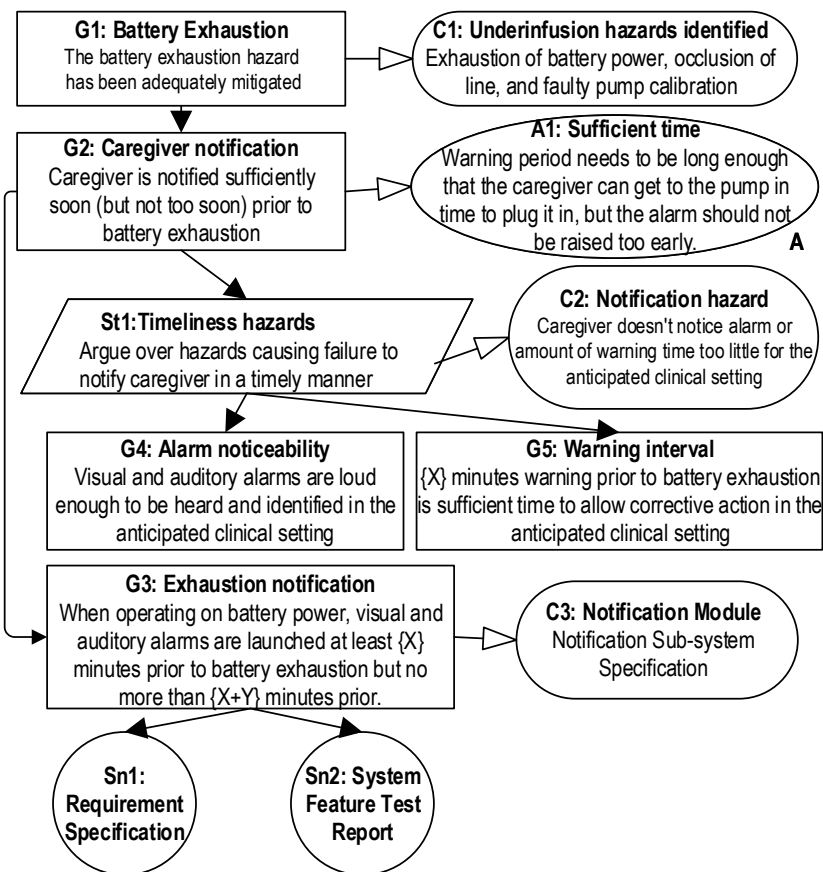 G1: Battery Exhaustion
The battery exhaustion hazard
has been adequately mitigated
C1: Underinfusion hazards identified
Exhaustion of battery power, occlusion of
line, and faulty pump calibration
G2: Caregiver notification
Caregiver is notified sufficiently
soon (but not too soon) prior to
battery exhaustion
A1: Sufficient time
Warning period needs to be long enough
that the caregiver can get to the pump in
time to plug it in, but the alarm should not
be raised too early.
A
St1:Timeliness hazards
Argue over hazards causing failure to
notify caregiver in a timely manner
C2: Notification hazard
Caregiver doesn't notice alarm or
amount of warning time too little for the
anticipated clinical setting
G4: Alarm noticeability
Visual and auditory alarms are loud
enough to be heard and identified in the
anticipated clinical setting
G5: Warning interval
{X} minutes warning prior to battery exhaustion
is sufficient time to allow corrective action in the
anticipated clinical setting
G3: Exhaustion notification
When operating on battery power, visual and
auditory alarms are launched at least {X}
minutes prior to battery exhaustion but no
more than {X+Y} minutes prior.
C3: Notification Module
Notification Sub-system
Specification
Sn1:
Requirement
Specification
Sn2: System
Feature Test
Report